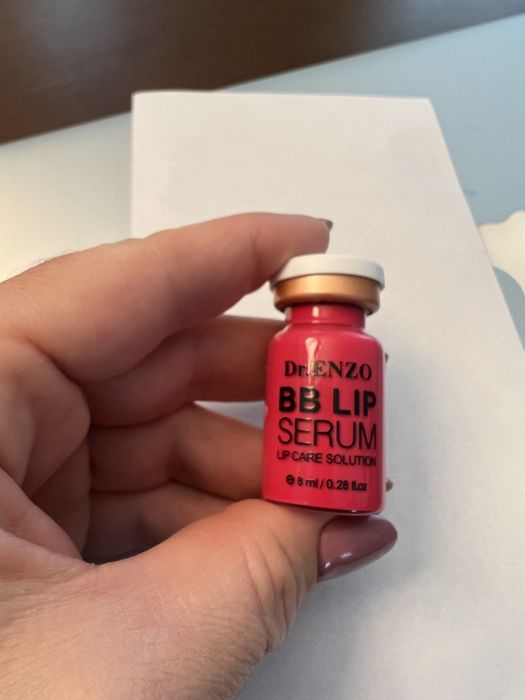 Dr.ENZO
BB LIP
SERUM
LIP CARE SOLUTION
℮ 8 ml / 0.28 fl.oz